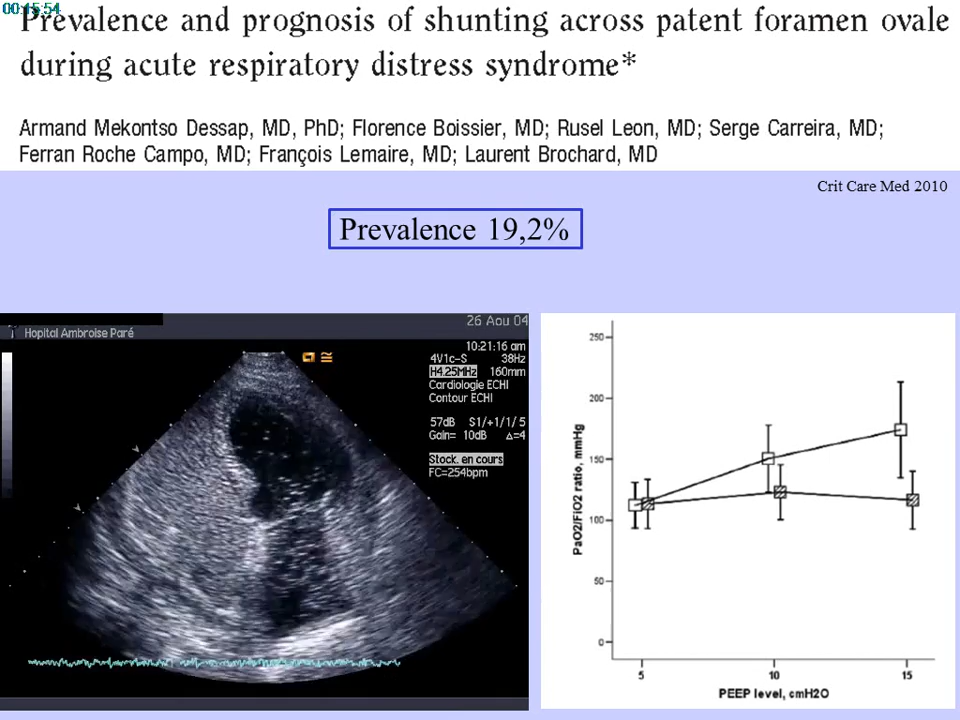 00:15:54
Prevalence and prognosis of shunting across patent foramen ovale
during acute respiratory distress syndrome*
Armand Mekontso Dessap, MD, PhD; Florence Boissier, MD; Rusel Leon, MD; Serge Carreira, MD;
Ferran Roche Campo, MD; François Lemaire, MD; Laurent Brochard, MD
Crit Care Med 2010
Prevalence 19,2%
26 Aou 04
Hopital Ambroise Paré
10:21:16 am
4V1c-S 38Hz
H4.25MHz 160mm
Cardiologie ECHI
Contour ECHI
57dB S1/+1/1/5
Gain= 10dB Δ=4
Stock. en cours
FC=254bpm
250
200
150
100
50
0
PaO2/FiO2 ratio, mmHg
5 10 15
PEEP level, cmH2O